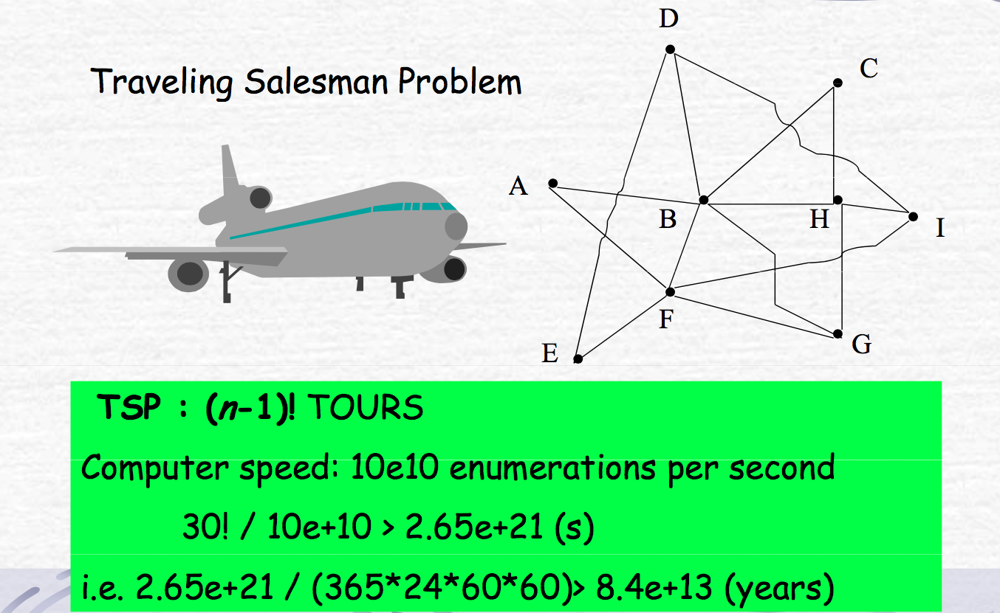 Traveling Salesman Problem
D
C
A
B
H
I
F
E
G
TSP : (n-1)! TOURS
Computer speed: 10e10 enumerations per second
30! / 10e+10 > 2.65e+21 (s)
i.e. 2.65e+21 / (365*24*60*60)> 8.4e+13 (years)